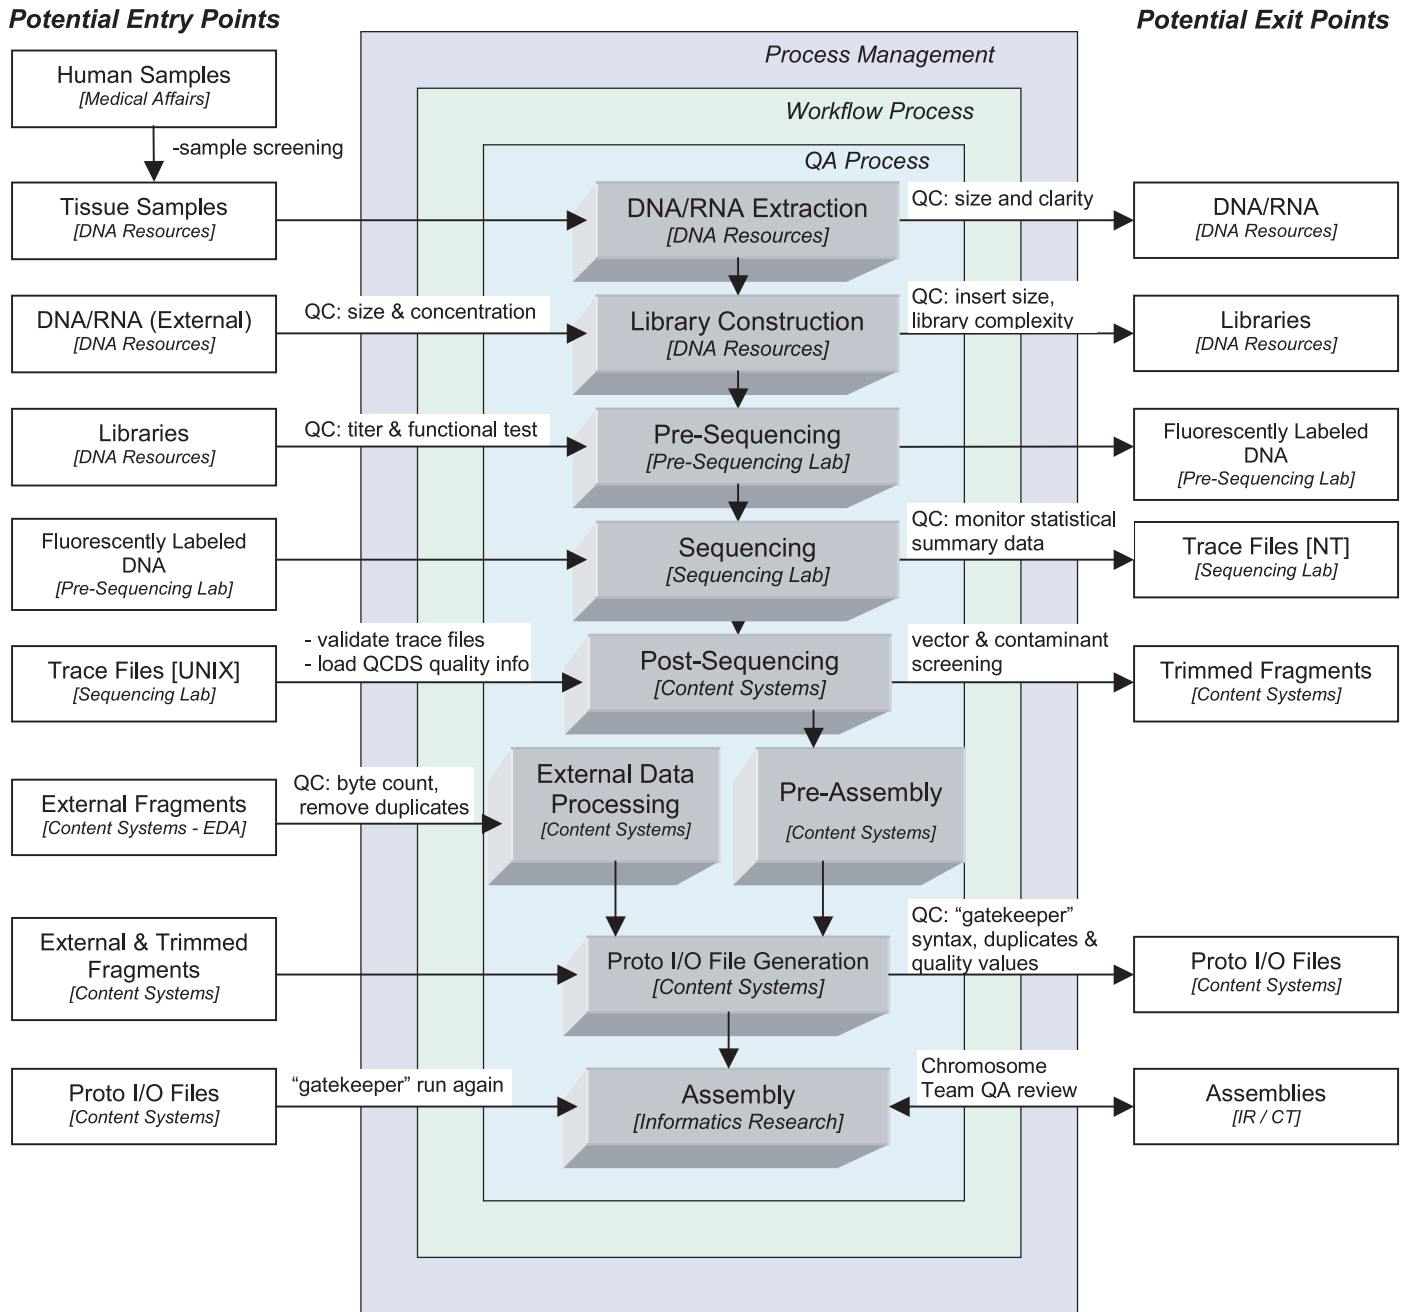 Potential Entry Points
Potential Exit Points
Process Management
Workflow Process
QA Process
Human Samples
[Medical Affairs]
-sample screening
Tissue Samples
[DNA Resources]
DNA/RNA Extraction
[DNA Resources]
QC: size and clarity
DNA/RNA
[DNA Resources]
DNA/RNA (External)
[DNA Resources]
QC: size & concentration
Library Construction
[DNA Resources]
QC: insert size,
library complexity
Libraries
[DNA Resources]
Libraries
[DNA Resources]
QC: titer & functional test
Pre-Sequencing
[Pre-Sequencing Lab]
Fluorescently Labeled
DNA
[Pre-Sequencing Lab]
Fluorescently Labeled
DNA
[Pre-Sequencing Lab]
Sequencing
[Sequencing Lab]
QC: monitor statistical
summary data
Trace Files [NT]
[Sequencing Lab]
Trace Files [UNIX]
[Sequencing Lab]
- validate trace files
- load QCDS quality info
Post-Sequencing
[Content Systems]
vector & contaminant
screening
Trimmed Fragments
[Content Systems]
External Fragments
[Content Systems - EDA]
QC: byte count,
remove duplicates
External Data
Processing
[Content Systems]
Pre-Assembly
[Content Systems]
External & Trimmed
Fragments
[Content Systems]
Proto I/O File Generation
[Content Systems]
QC: “gatekeeper”
syntax, duplicates &
quality values
Proto I/O Files
[Content Systems]
Proto I/O Files
[Content Systems]
“gatekeeper” run again
Assembly
[Informatics Research]
Chromosome
Team QA review
Assemblies
[IR / CT]